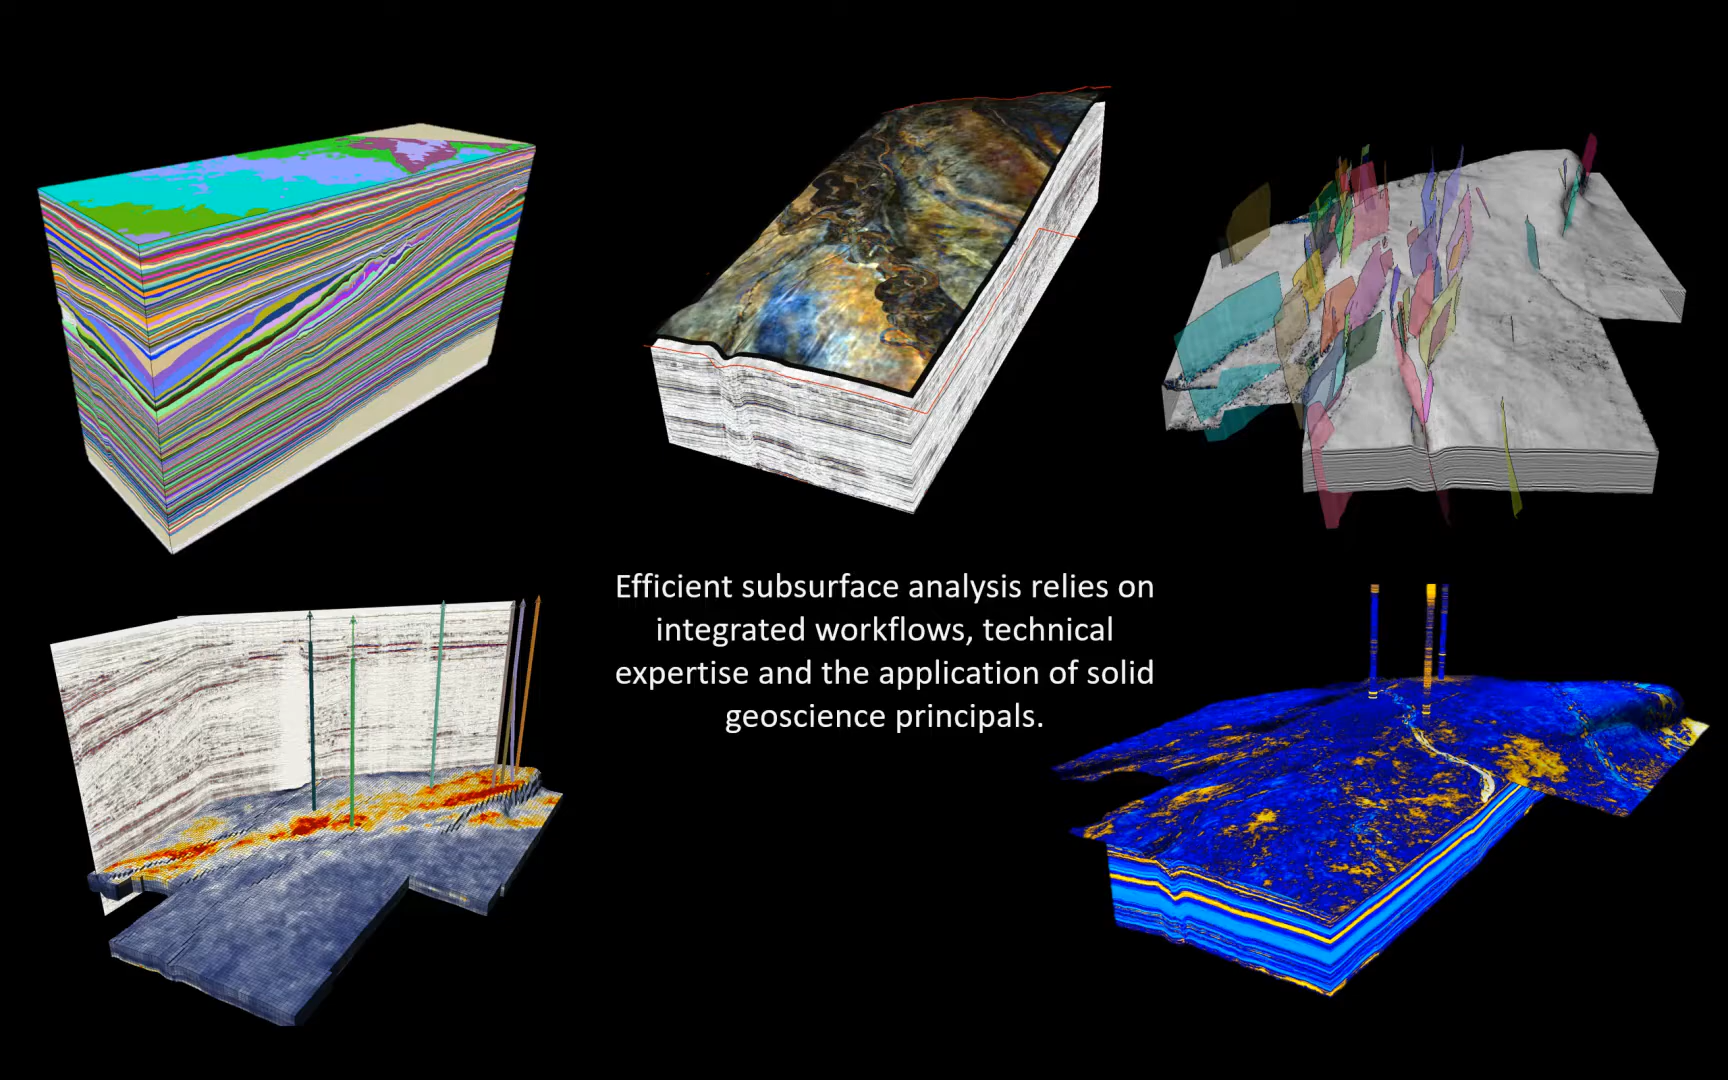 Efficient subsurface analysis relies on
integrated workflows, technical
expertise and the application of solid
geoscience principals.